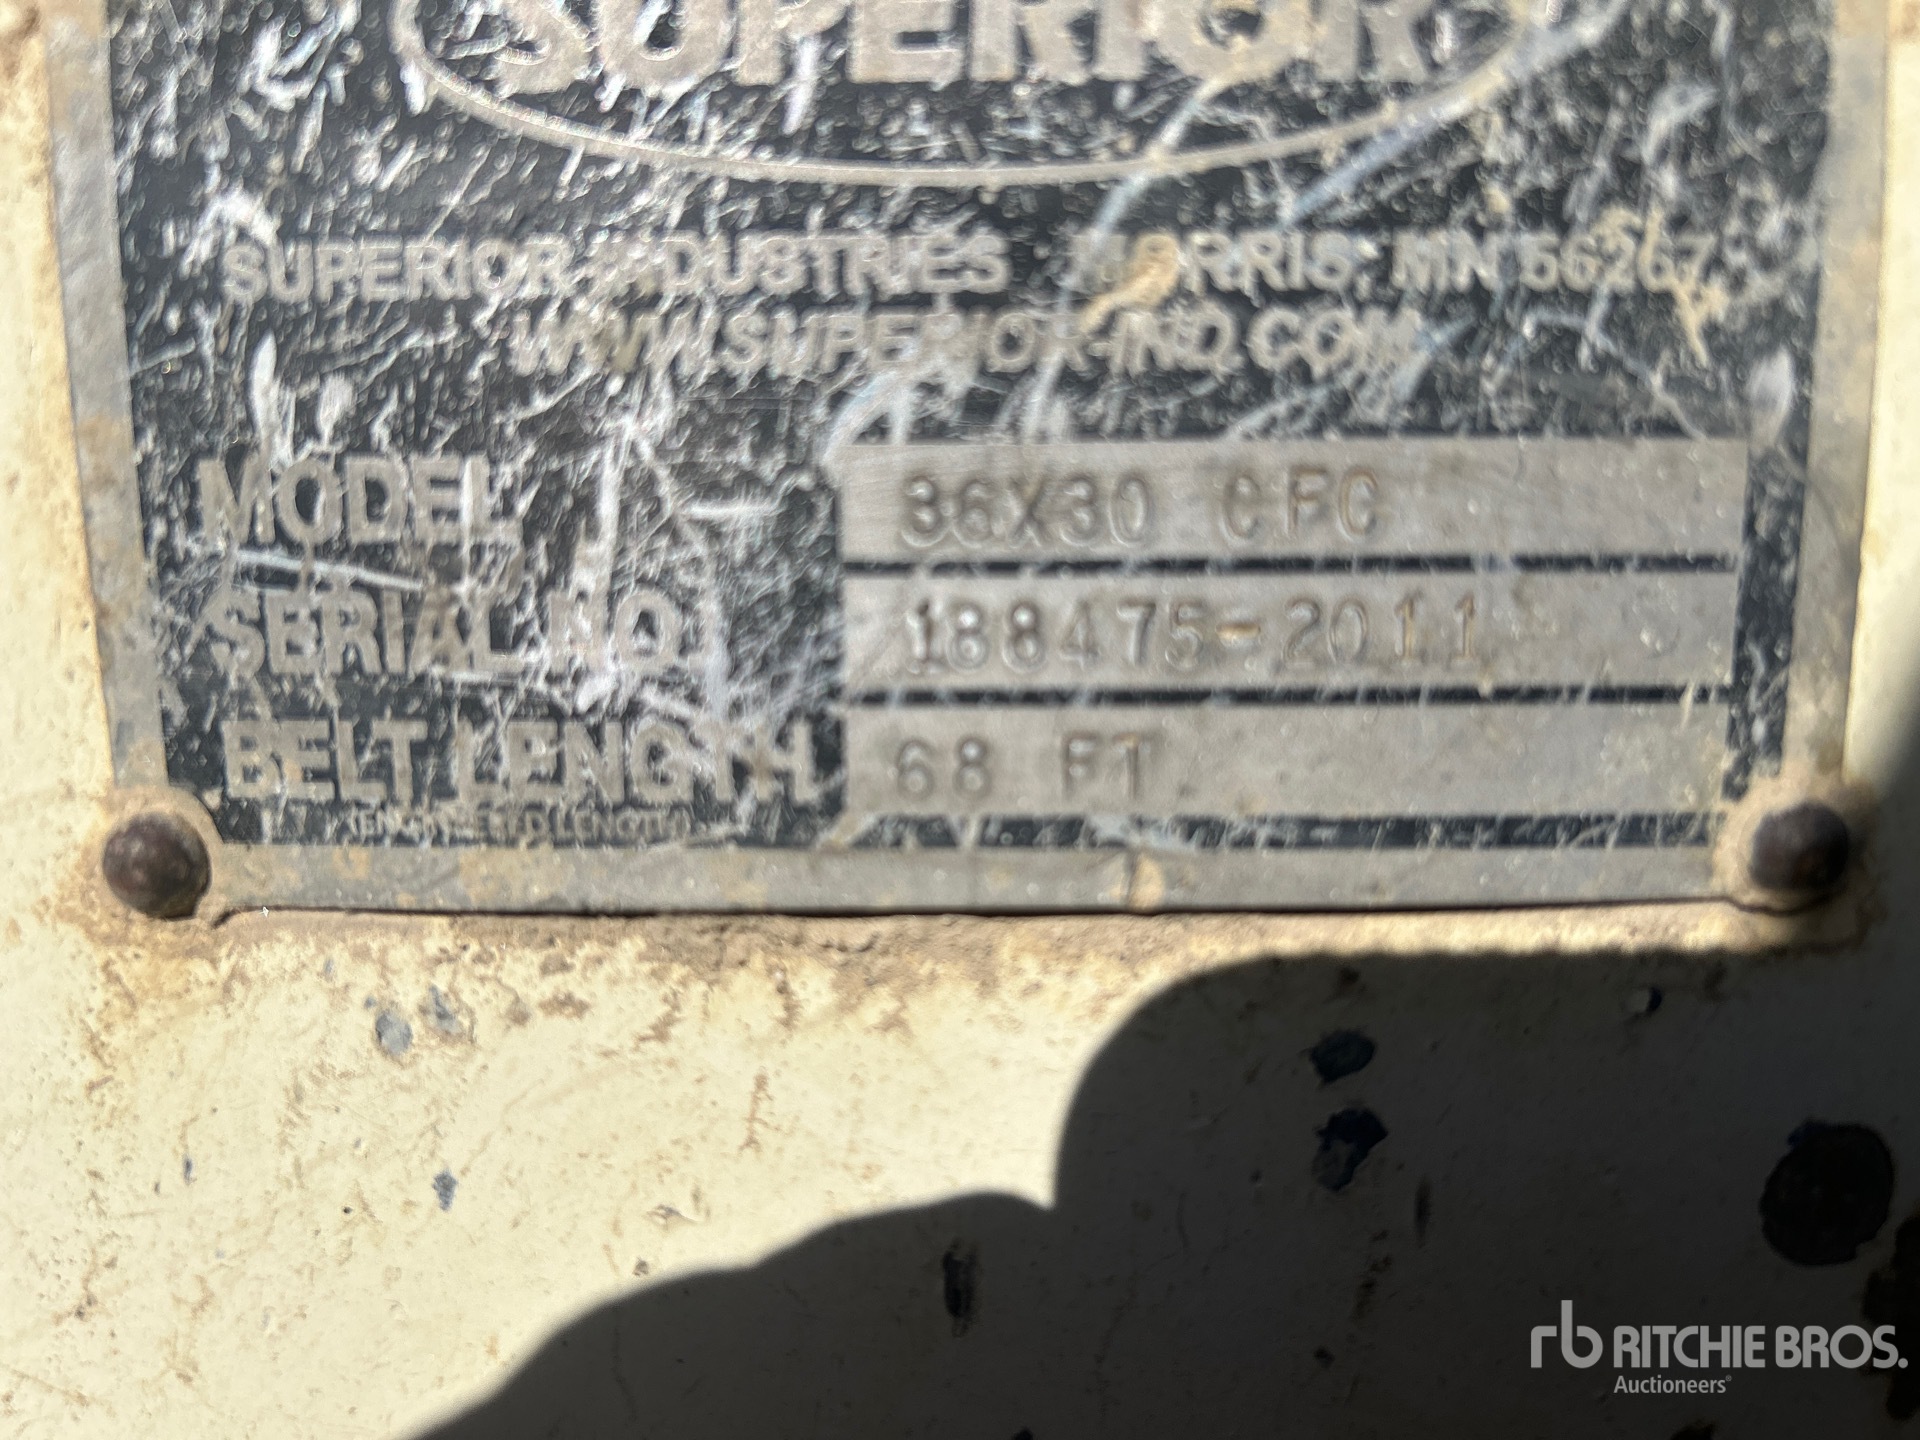 SUPERIOR
SUPERIOR INDUSTRIES MORRIS, MN 56267
WWW.SUPERIOR-IND.COM
MODEL 36X30 CFC
SERIAL NO. 188475-2011
BELT LENGTH 68 FT
rb RITCHIE BROS.
Auctioneers®